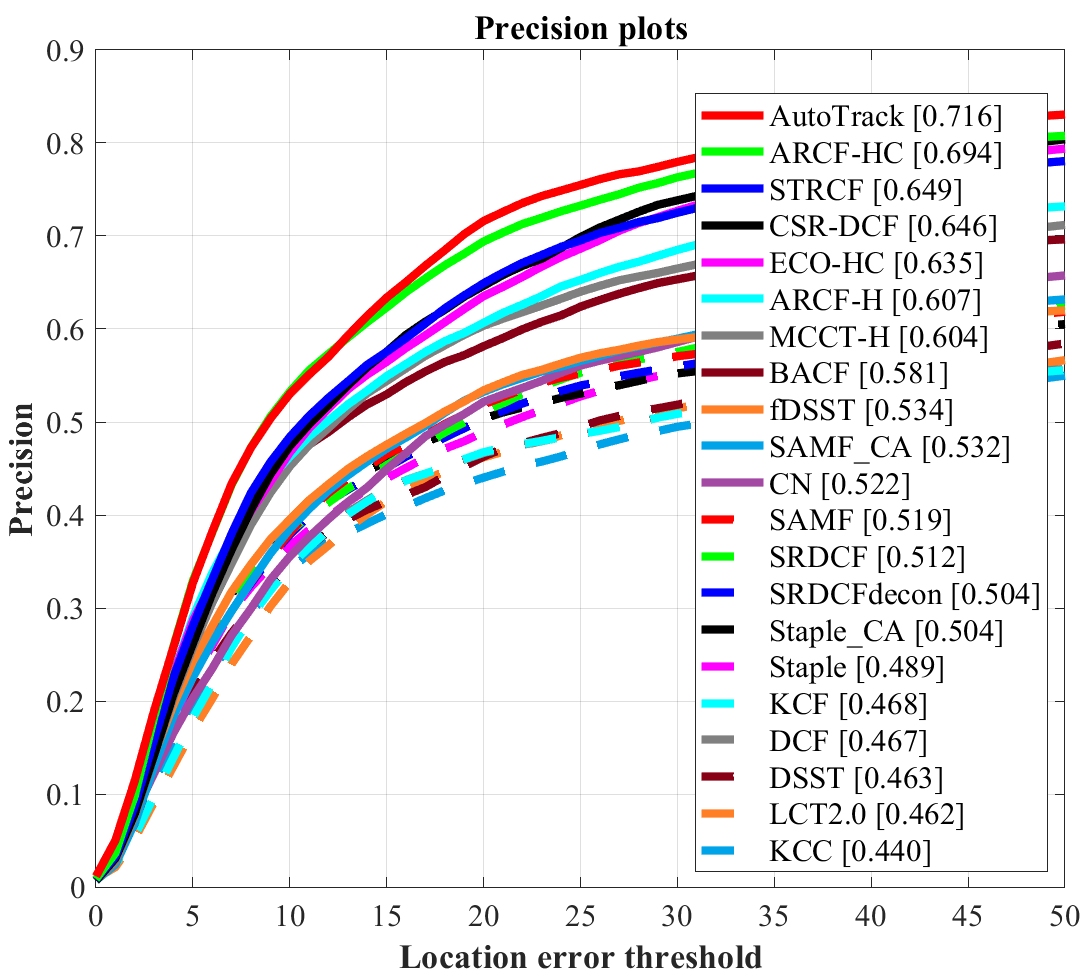 Precision plots
0.9
0.8
0.7
0.6
0.5
0.4
0.3
0.2
0.1
0
Precision
AutoTrack [0.716]
ARCF-HC [0.694]
STRCF [0.649]
CSR-DCF [0.646]
ECO-HC [0.635]
ARCF-H [0.607]
MCCT-H [0.604]
BACF [0.581]
fDSST [0.534]
SAMF_CA [0.532]
CN [0.522]
SAMF [0.519]
SRDCF [0.512]
SRDCFdecon [0.504]
Staple_CA [0.504]
Staple [0.489]
KCF [0.468]
DCF [0.467]
DSST [0.463]
LCT2.0 [0.462]
KCC [0.440]
0 5 10 15 20 25 30 35 40 45 50
Location error threshold